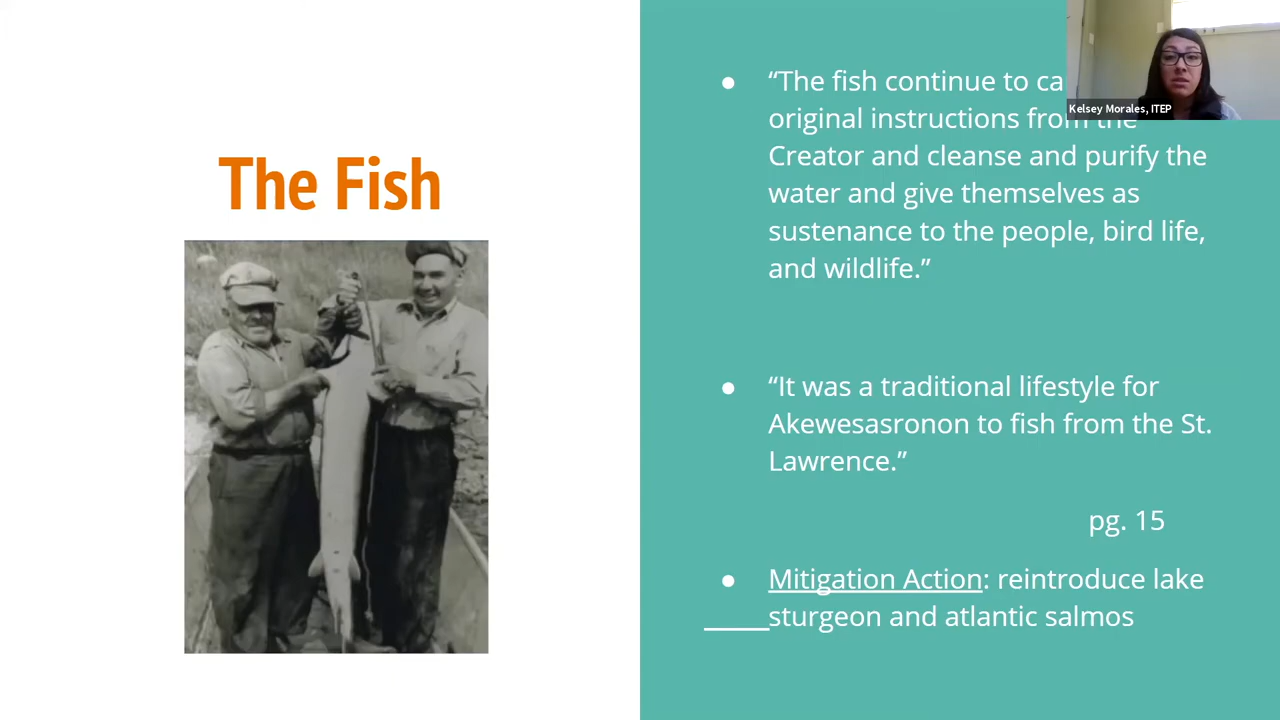 The Fish
“The fish continue to ca
original instructions from the
Creator and cleanse and purify the
water and give themselves as
sustenance to the people, bird life,
and wildlife.”
“It was a traditional lifestyle for
Akewesasronon to fish from the St.
Lawrence.”
pg. 15
Mitigation Action: reintroduce lake
sturgeon and atlantic salmos
Kelsey Morales, ITEP